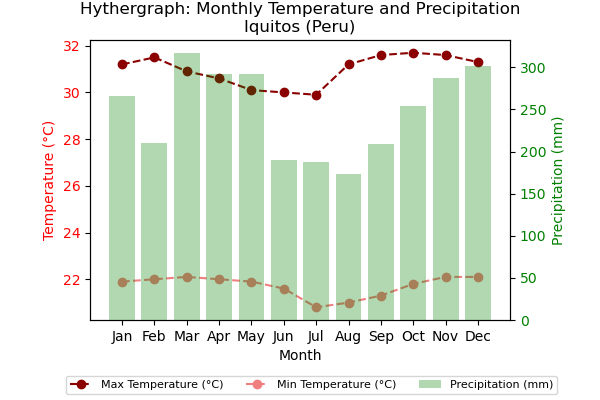 Hythergraph: Monthly Temperature and Precipitation
Iquitos (Peru)
32
30
28
26
24
22
Temperature (°C)
300
250
200
150
100
50
0
Precipitation (mm)
Jan Feb Mar Apr May Jun Jul Aug Sep Oct Nov Dec
Month
Max Temperature (°C) Min Temperature (°C) Precipitation (mm)